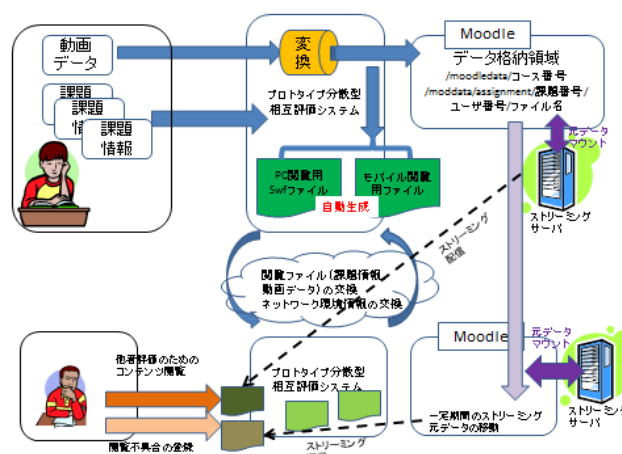 動画
データ
変
換
Moodle
データ格納領域
/moodledata/コース番号
/moddata/assignment/課題番号/
ユーザ番号/ファイル名
課題
課題
課題
情報
プロトタイプ分散型
相互評価システム
PC閲覧用
Swfファイル
モバイル閲覧
用ファイル
自動生成
元データ
マウント
ストリーミング
サーバ
ストリーミング
配信
閲覧ファイル(課題情報
動画データ)の交換
ネットワーク環境情報の交換
他者評価のための
コンテンツ閲覧
プロトタイプ分散型
相互評価システム
Moodle
元データ
マウント
ストリーミング
サーバ
一定期間のストリーミング
元データの移動
閲覧不具合の登録
ストリーミング